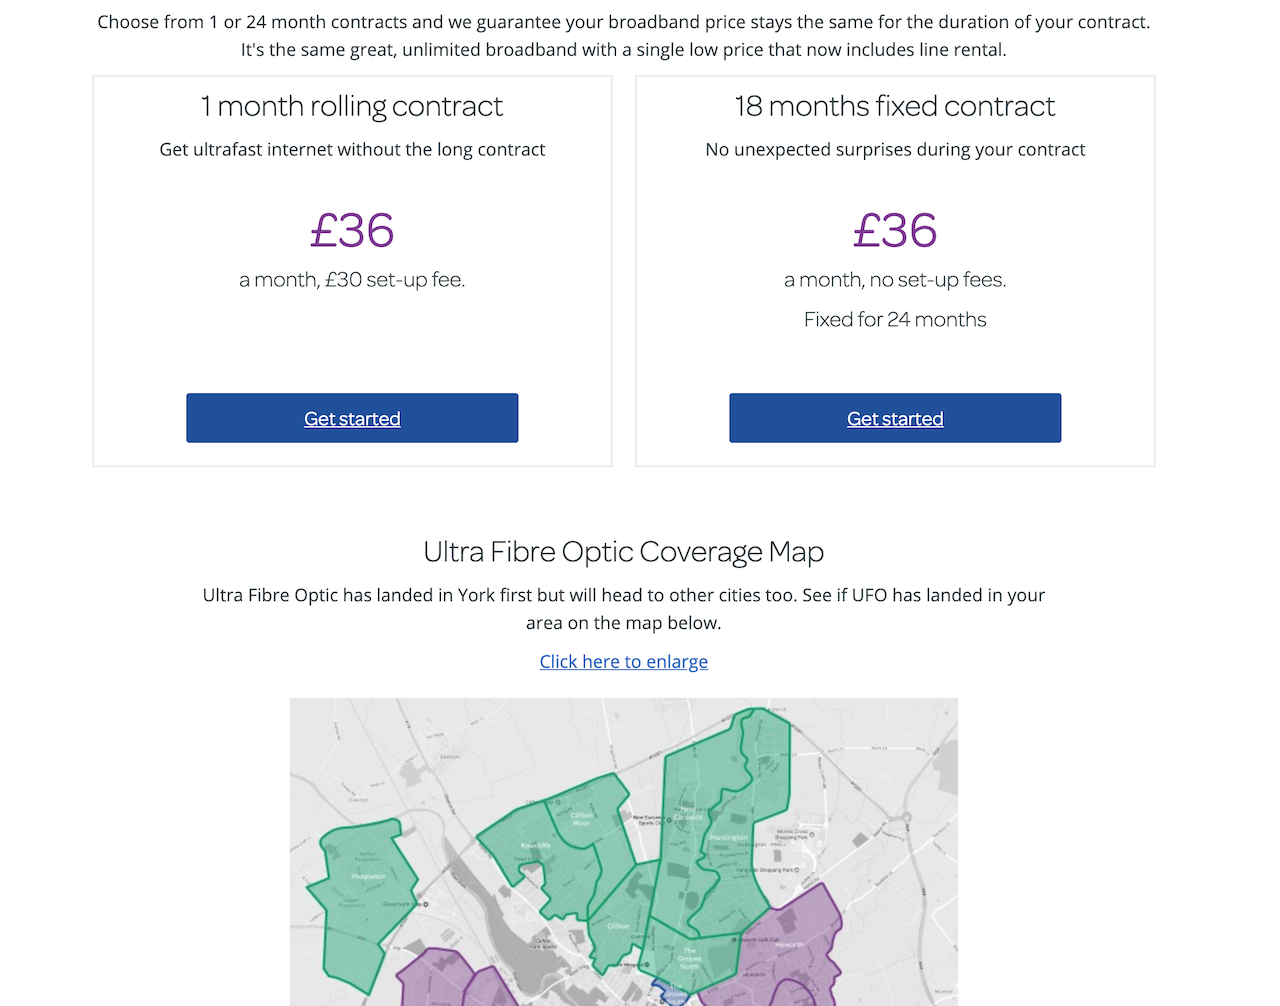 Choose from 1 or 24 month contracts and we guarantee your broadband price stays the same for the duration of your contract.
It's the same great, unlimited broadband with a single low price that now includes line rental.
1 month rolling contract
Get ultrafast internet without the long contract
£36
a month, £30 set-up fee.
Get started
18 months fixed contract
No unexpected surprises during your contract
£36
a month, no set-up fees.
Fixed for 24 months
Get started
Ultra Fibre Optic Coverage Map
Ultra Fibre Optic has landed in York first but will head to other cities too. See if UFO has landed in your
area on the map below.
Click here to enlarge
Skelton
New Earswick
Clifton Moor
Rawcliffe
Huntington
Poppleton
Clifton
Heworth
The Groves North